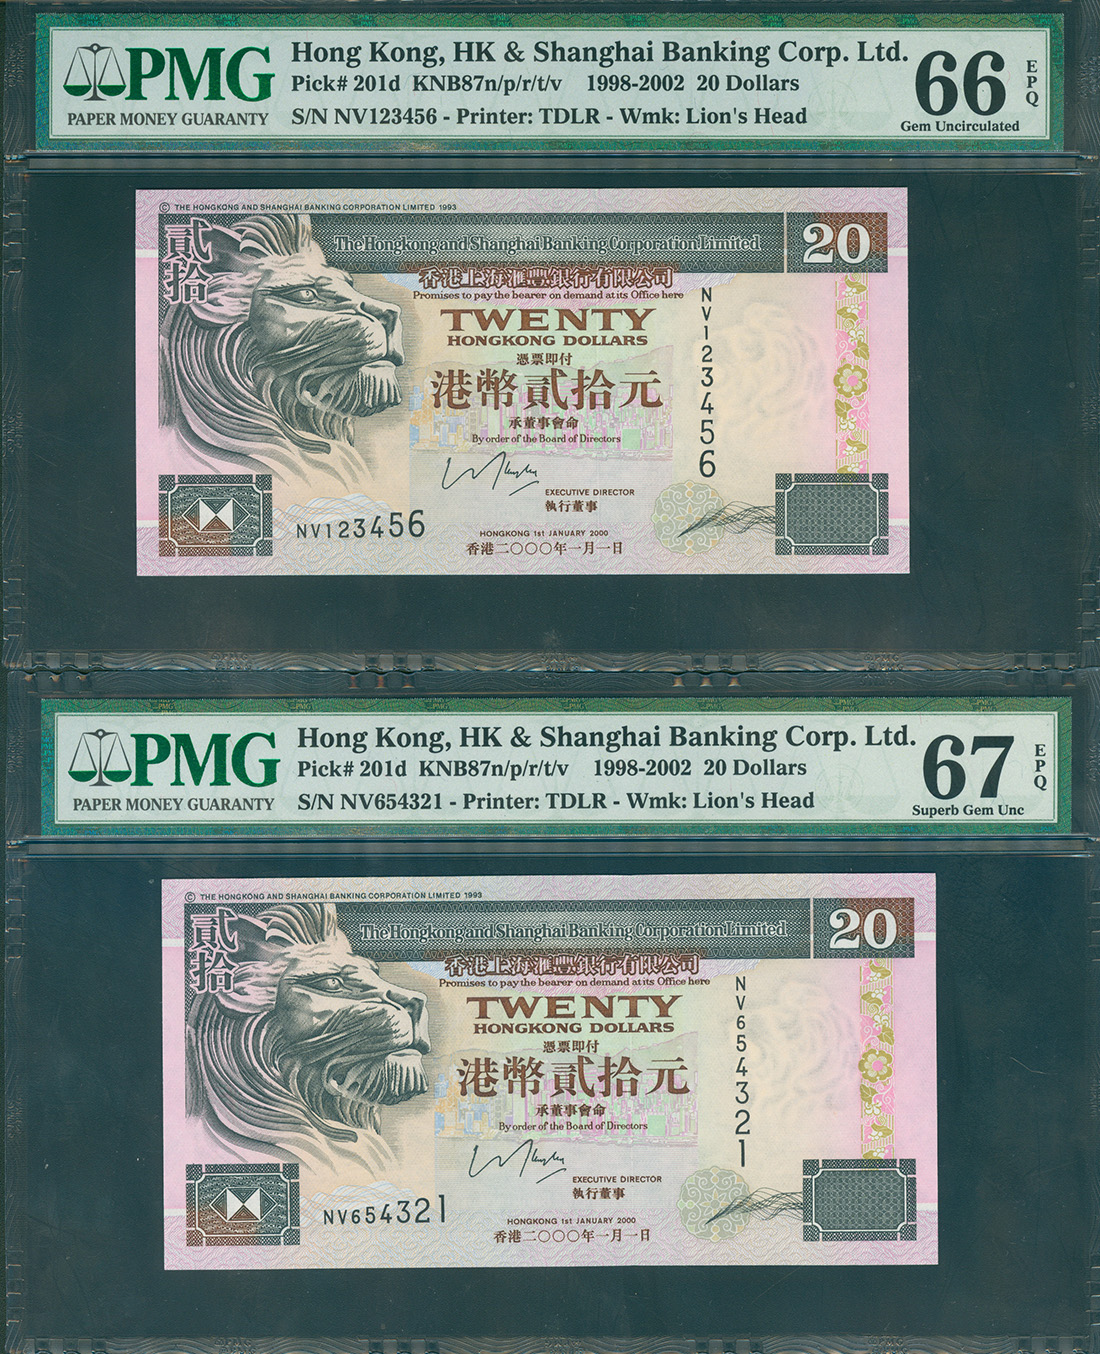 PMG
PAPER MONEY GUARANTY
Hong Kong, HK & Shanghai Banking Corp. Ltd.
Pick# 201d KNB87n/p/r/t/v 1998-2002 20 Dollars
S/N NV123456 - Printer: TDLR - Wmk: Lion's Head
66
EPQ
Gem Uncirculated
© THE HONGKONG AND SHANGHAI BANKING CORPORATION LIMITED 1993
貳拾
The Hongkong and Shanghai Banking Corporation Limited
20
香港上海滙豐銀行有限公司
Promises to pay the bearer on demand at its Office here
TWENTY
HONGKONG DOLLARS
憑票即付
港幣貳拾元
承董事會命
By order of the Board of Directors
NV123456
EXECUTIVE DIRECTOR
執行董事
NV123456
HONGKONG 1st JANUARY 2000
香港二〇〇〇年一月一日
PMG
PAPER MONEY GUARANTY
Hong Kong, HK & Shanghai Banking Corp. Ltd.
Pick# 201d KNB87n/p/r/t/v 1998-2002 20 Dollars
S/N NV654321 - Printer: TDLR - Wmk: Lion's Head
67
EPQ
Superb Gem Unc
© THE HONGKONG AND SHANGHAI BANKING CORPORATION LIMITED 1993
貳拾
The Hongkong and Shanghai Banking Corporation Limited
20
香港上海滙豐銀行有限公司
Promises to pay the bearer on demand at its Office here
TWENTY
HONGKONG DOLLARS
憑票即付
港幣貳拾元
承董事會命
By order of the Board of Directors
NV654321
EXECUTIVE DIRECTOR
執行董事
NV654321
HONGKONG 1st JANUARY 2000
香港二〇〇〇年一月一日